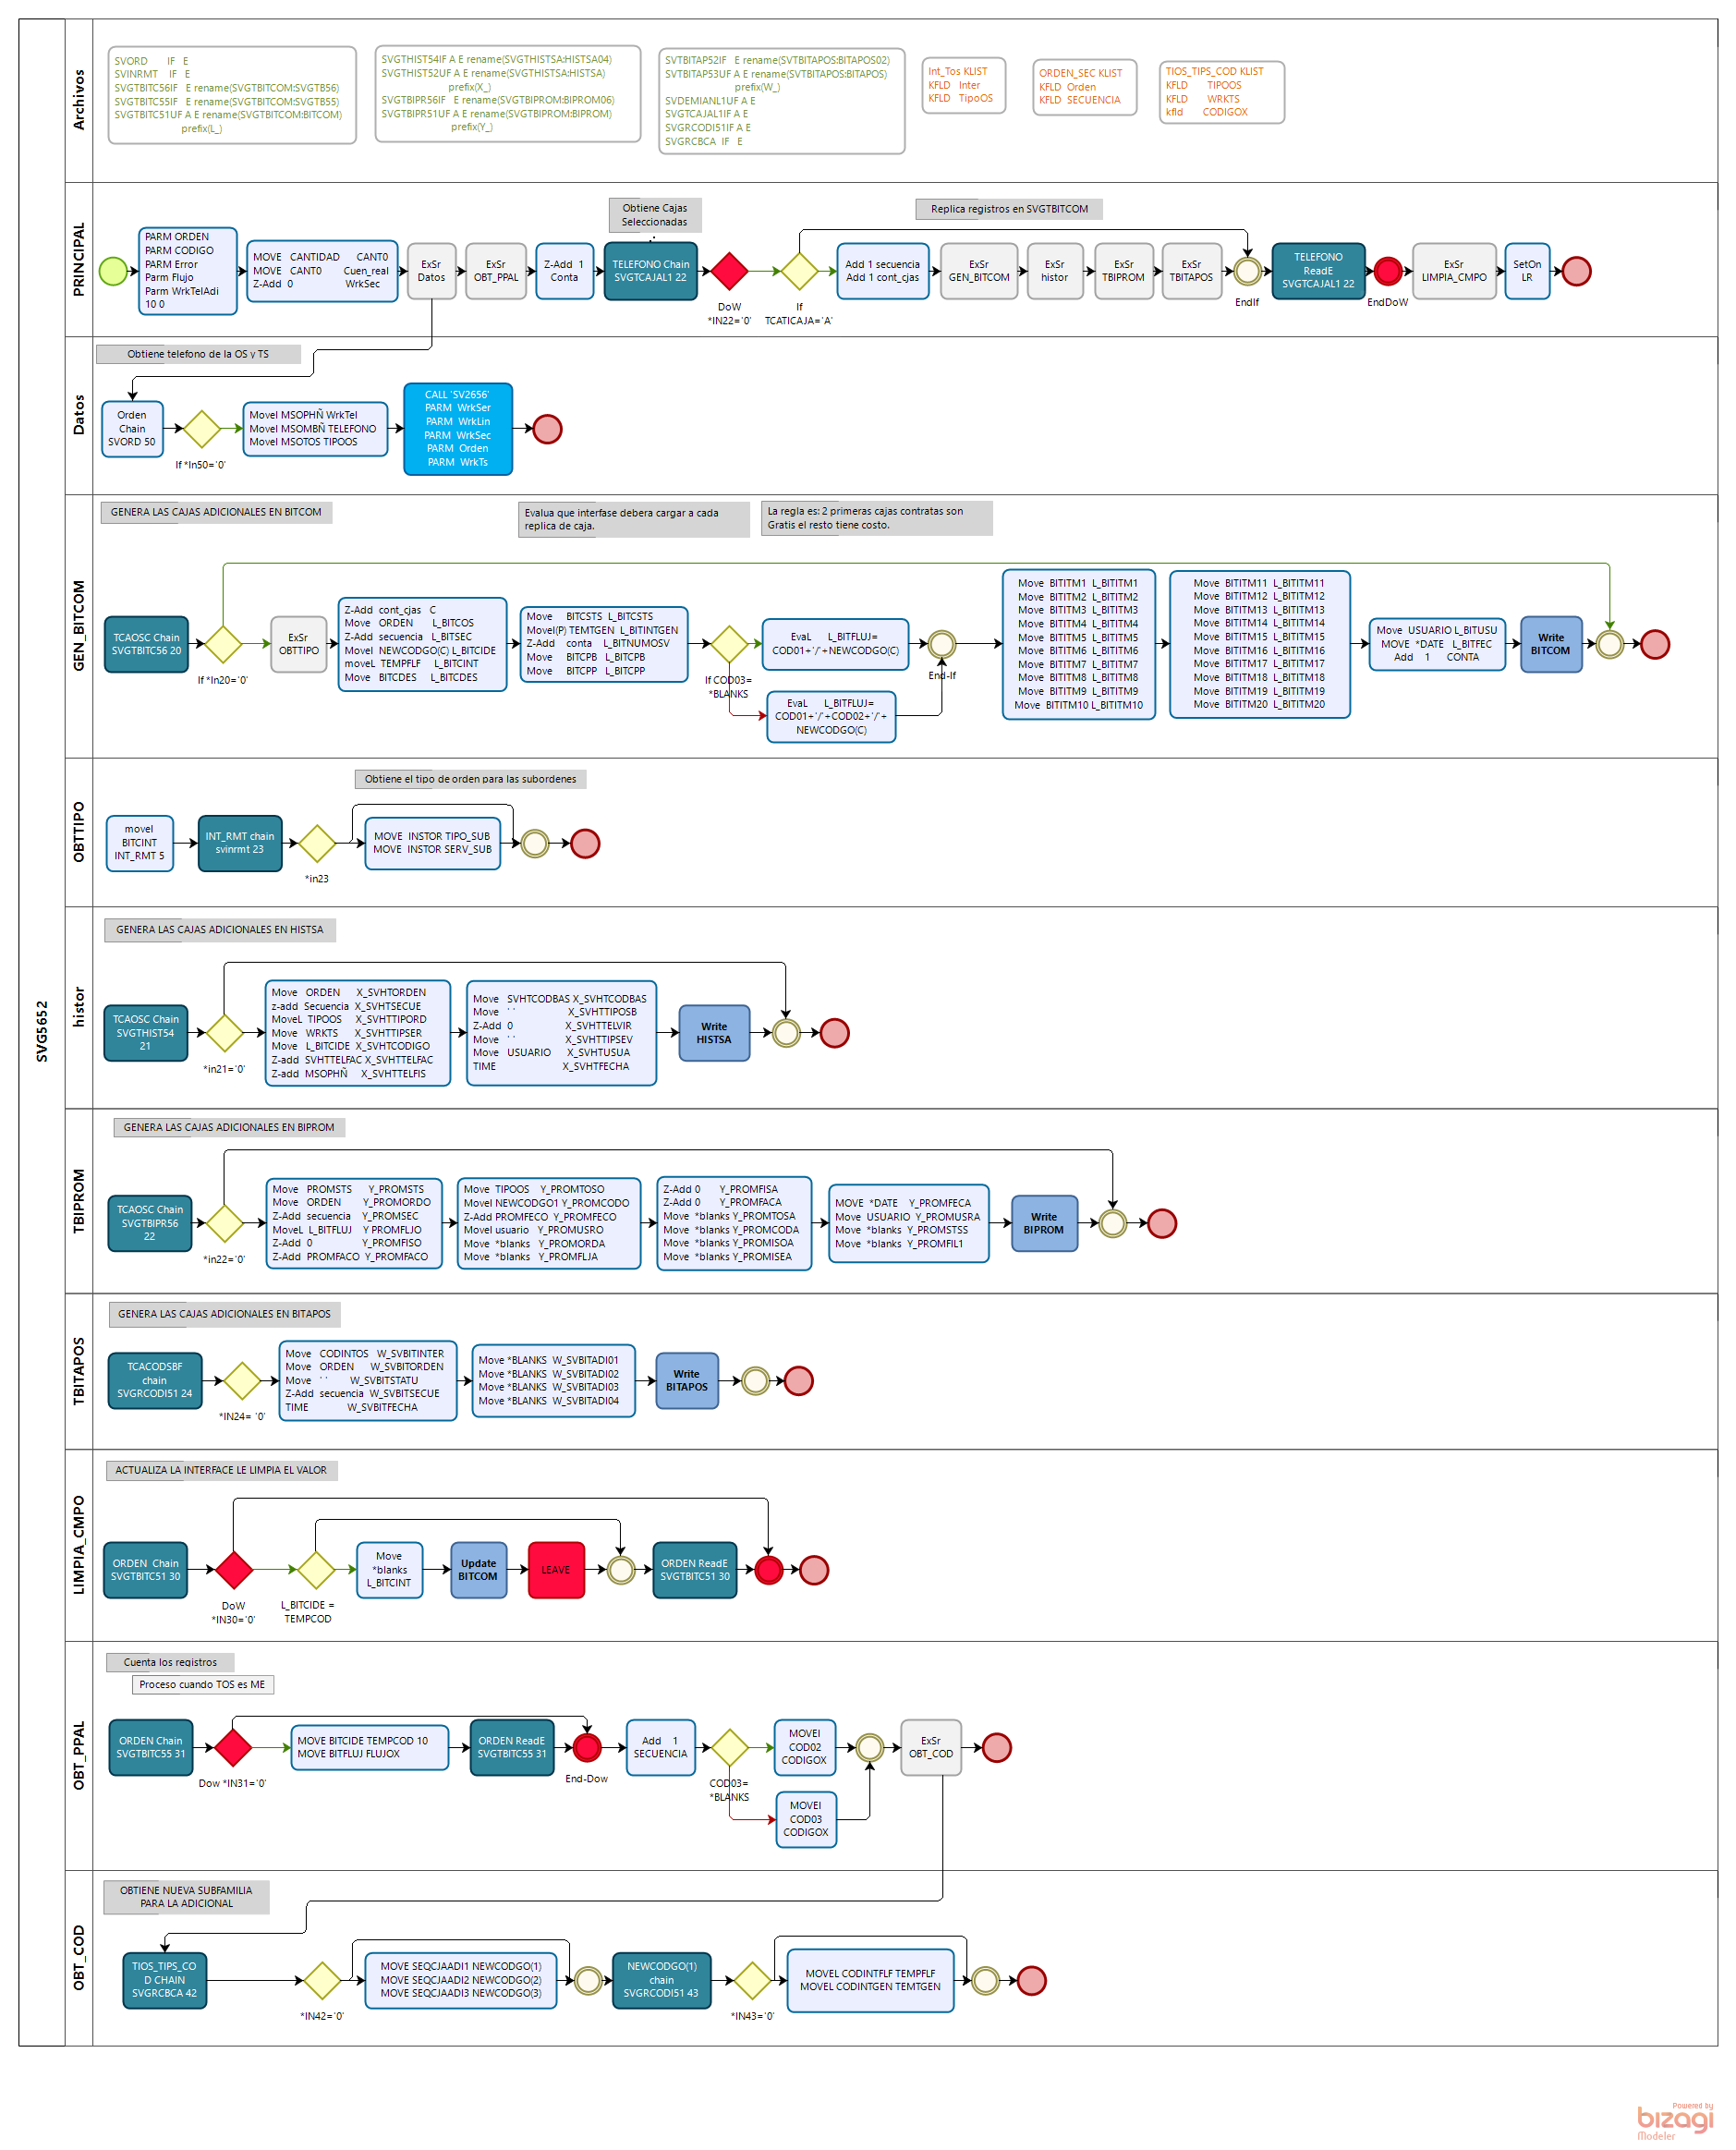 SVG5652
Archivos
SVORD IF E
SVINRMT IF E
SVGTBITC56IF E rename(SVGTBITCOM:SVGTB56)
SVGTBITC55IF E rename(SVGTBITCOM:SVGTB55)
SVGTBITC51UF A E rename(SVGTBITCOM:BITCOM)
prefix(L_)
SVGTHIST54IF A E rename(SVGTHISTSA:HISTSA04)
SVGTHIST52UF A E rename(SVGTHISTSA:HISTSA)
prefix(X_)
SVGTBIPR56IF E rename(SVGTBIPROM:BIPROM06)
SVGTBIPR51UF A E rename(SVGTBIPROM:BIPROM)
prefix(Y_)
SVTBITAP52IF E rename(SVTBITAPOS:BITAPOS02)
SVTBITAP53UF A E rename(SVTBITAPOS:BITAPOS)
prefix(W_)
SVDEMIANL1UF A E
SVGTCAJAL1IF A E
SVGRCODI51IF A E
SVGRCBCA IF E
Int_Tos KLIST
KFLD Inter
KFLD TipoOS
ORDEN_SEC KLIST
KFLD Orden
KFLD SECUENCIA
TIOS_TIPS_COD KLIST
KFLD TIPOOS
KFLD WRKTS
kfld CODIGOX
PRINCIPAL
PARM ORDEN
PARM CODIGO
PARM Error
Parm Flujo
Parm WrkTelAdi
10 0
MOVE CANTIDAD CANT0
MOVE CANT0 Cuen_real
Z-Add 0 WrkSec
ExSr
Datos
ExSr
OBT_PPAL
Z-Add 1
Conta
Obtiene Cajas
Seleccionadas
TELEFONO Chain
SVGTCAJAL1 22
DoW
*IN22='0'
If
TCATICAJA='A'
Replica registros en SVGTBITCOM
Add 1 secuencia
Add 1 cont_cjas
ExSr
GEN_BITCOM
ExSr
histor
ExSr
TBIPROM
ExSr
TBITAPOS
EndIf
TELEFONO
ReadE
SVGTCAJAL1 22
EndDoW
ExSr
LIMPIA_CMPO
SetOn
LR
Datos
Obtiene telefono de la OS y TS
Orden
Chain
SVORD 50
If *In50='0'
Movel MSOPHÑ WrkTel
Movel MSOMBÑ TELEFONO
Movel MSOTOS TIPOOS
CALL 'SV2656'
PARM WrkSer
PARM WrkLin
PARM WrkSec
PARM Orden
PARM WrkTs
GEN_BITCOM
GENERA LAS CAJAS ADICIONALES EN BITCOM
Evalua que interfase debera cargar a cada
replica de caja.
La regla es: 2 primeras cajas contratas son
Gratis el resto tiene costo.
TCAOSC Chain
SVGTBITC56 20
If *In20='0'
ExSr
OBTTIPO
Z-Add cont_cjas C
Move ORDEN L_BITCOS
Z-Add secuencia L_BITSEC
Movel NEWCODGO(C) L_BITCIDE
moveL TEMPFLF L_BITCINT
Move BITCDES L_BITCDES
Move BITCSTS L_BITCSTS
Movel(P) TEMTGEN L_BITINTGEN
Z-Add conta L_BITNUMOSV
Move BITCPB L_BITCPB
Move BITCPP L_BITCPP
If COD03=
*BLANKS
EvaL L_BITFLUJ=
COD01+'/'+NEWCODGO(C)
EvaL L_BITFLUJ=
COD01+'/'+COD02+'/'+
NEWCODGO(C)
End-If
Move BITITM1 L_BITITM1
Move BITITM2 L_BITITM2
Move BITITM3 L_BITITM3
Move BITITM4 L_BITITM4
Move BITITM5 L_BITITM5
Move BITITM6 L_BITITM6
Move BITITM7 L_BITITM7
Move BITITM8 L_BITITM8
Move BITITM9 L_BITITM9
Move BITITM10 L_BITITM10
Move BITITM11 L_BITITM11
Move BITITM12 L_BITITM12
Move BITITM13 L_BITITM13
Move BITITM14 L_BITITM14
Move BITITM15 L_BITITM15
Move BITITM16 L_BITITM16
Move BITITM17 L_BITITM17
Move BITITM18 L_BITITM18
Move BITITM19 L_BITITM19
Move BITITM20 L_BITITM20
Move USUARIO L_BITUSU
MOVE *DATE L_BITFEC
Add 1 CONTA
Write
BITCOM
OBTTIPO
Obtiene el tipo de orden para las subordenes
movel
BITCINT
INT_RMT 5
INT_RMT chain
svinrmt 23
*in23
MOVE INSTOR TIPO_SUB
MOVE INSTOR SERV_SUB
histor
GENERA LAS CAJAS ADICIONALES EN HISTSA
TCAOSC Chain
SVGTHIST54
21
*in21='0'
Move ORDEN X_SVHTORDEN
z-add Secuencia X_SVHTSECUE
MoveL TIPOOS X_SVHTTIPORD
Move WRKTS X_SVHTTIPSER
Move L_BITCIDE X_SVHTCODIGO
Z-add SVHTTELFAC X_SVHTTELFAC
Z-add MSOPHÑ X_SVHTTELFIS
Move SVHTCODBAS X_SVHTCODBAS
Move ' ' X_SVHTTIPOSB
Z-Add 0 X_SVHTTELVIR
Move ' ' X_SVHTTIPSEV
Move USUARIO X_SVHTUSUA
TIME X_SVHTFECHA
Write
HISTSA
TBIPROM
GENERA LAS CAJAS ADICIONALES EN BIPROM
TCAOSC Chain
SVGTBIPR56
22
*in22='0'
Move PROMSTS Y_PROMSTS
Move ORDEN Y_PROMORDO
Z-Add secuencia Y_PROMSEC
MoveL L_BITFLUJ Y PROMFLJO
Z-Add 0 Y_PROMFISO
Z-Add PROMFACO Y_PROMFACO
Move TIPOOS Y_PROMTOSO
Movel NEWCODGO1 Y_PROMCODO
Z-Add PROMFECO Y_PROMFECO
Movel usuario Y_PROMUSRO
Move *blanks Y_PROMORDA
Move *blanks Y_PROMFLJA
Z-Add 0 Y_PROMFISA
Z-Add 0 Y_PROMFACA
Move *blanks Y_PROMTOSA
Move *blanks Y_PROMCODA
Move *blanks Y_PROMISOA
Move *blanks Y_PROMISEA
MOVE *DATE Y_PROMFECA
Move USUARIO Y_PROMUSRA
Move *blanks Y_PROMSTSS
Move *blanks Y_PROMFIL1
Write
BIPROM
TBITAPOS
GENERA LAS CAJAS ADICIONALES EN BITAPOS
TCACODSBF
chain
SVGRCODI51 24
*IN24= '0'
Move CODINTOS W_SVBITINTER
Move ORDEN W_SVBITORDEN
Move ' ' W_SVBITSTATU
Z-Add secuencia W_SVBITSECUE
TIME W_SVBITFECHA
Move *BLANKS W_SVBITADI01
Move *BLANKS W_SVBITADI02
Move *BLANKS W_SVBITADI03
Move *BLANKS W_SVBITADI04
Write
BITAPOS
LIMPIA_CMPO
ACTUALIZA LA INTERFACE LE LIMPIA EL VALOR
ORDEN Chain
SVGTBITC51 30
DoW
*IN30='0'
L_BITCIDE =
TEMPCOD
Move
*blanks
L_BITCINT
Update
BITCOM
LEAVE
ORDEN ReadE
SVGTBITC51 30
OBT_PPAL
Cuenta los registros
Proceso cuando TOS es ME
ORDEN Chain
SVGTBITC55 31
Dow *IN31='0'
MOVE BITCIDE TEMPCOD 10
MOVE BITFLUJ FLUJOX
ORDEN ReadE
SVGTBITC55 31
End-Dow
Add 1
SECUENCIA
COD03=
*BLANKS
MOVEl
COD02
CODIGOX
MOVEl
COD03
CODIGOX
ExSr
OBT_COD
OBT_COD
OBTIENE NUEVA SUBFAMILIA
PARA LA ADICIONAL
TIOS_TIPS_CO
D CHAIN
SVGRCBCA 42
*IN42='0'
MOVE SEQCJAADI1 NEWCODGO(1)
MOVE SEQCJAADI2 NEWCODGO(2)
MOVE SEQCJAADI3 NEWCODGO(3)
NEWCODGO(1)
chain
SVGRCODI51 43
*IN43='0'
MOVEL CODINTFLF TEMPFLF
MOVEL CODINTGEN TEMTGEN
Powered by
bizagi
Modeler